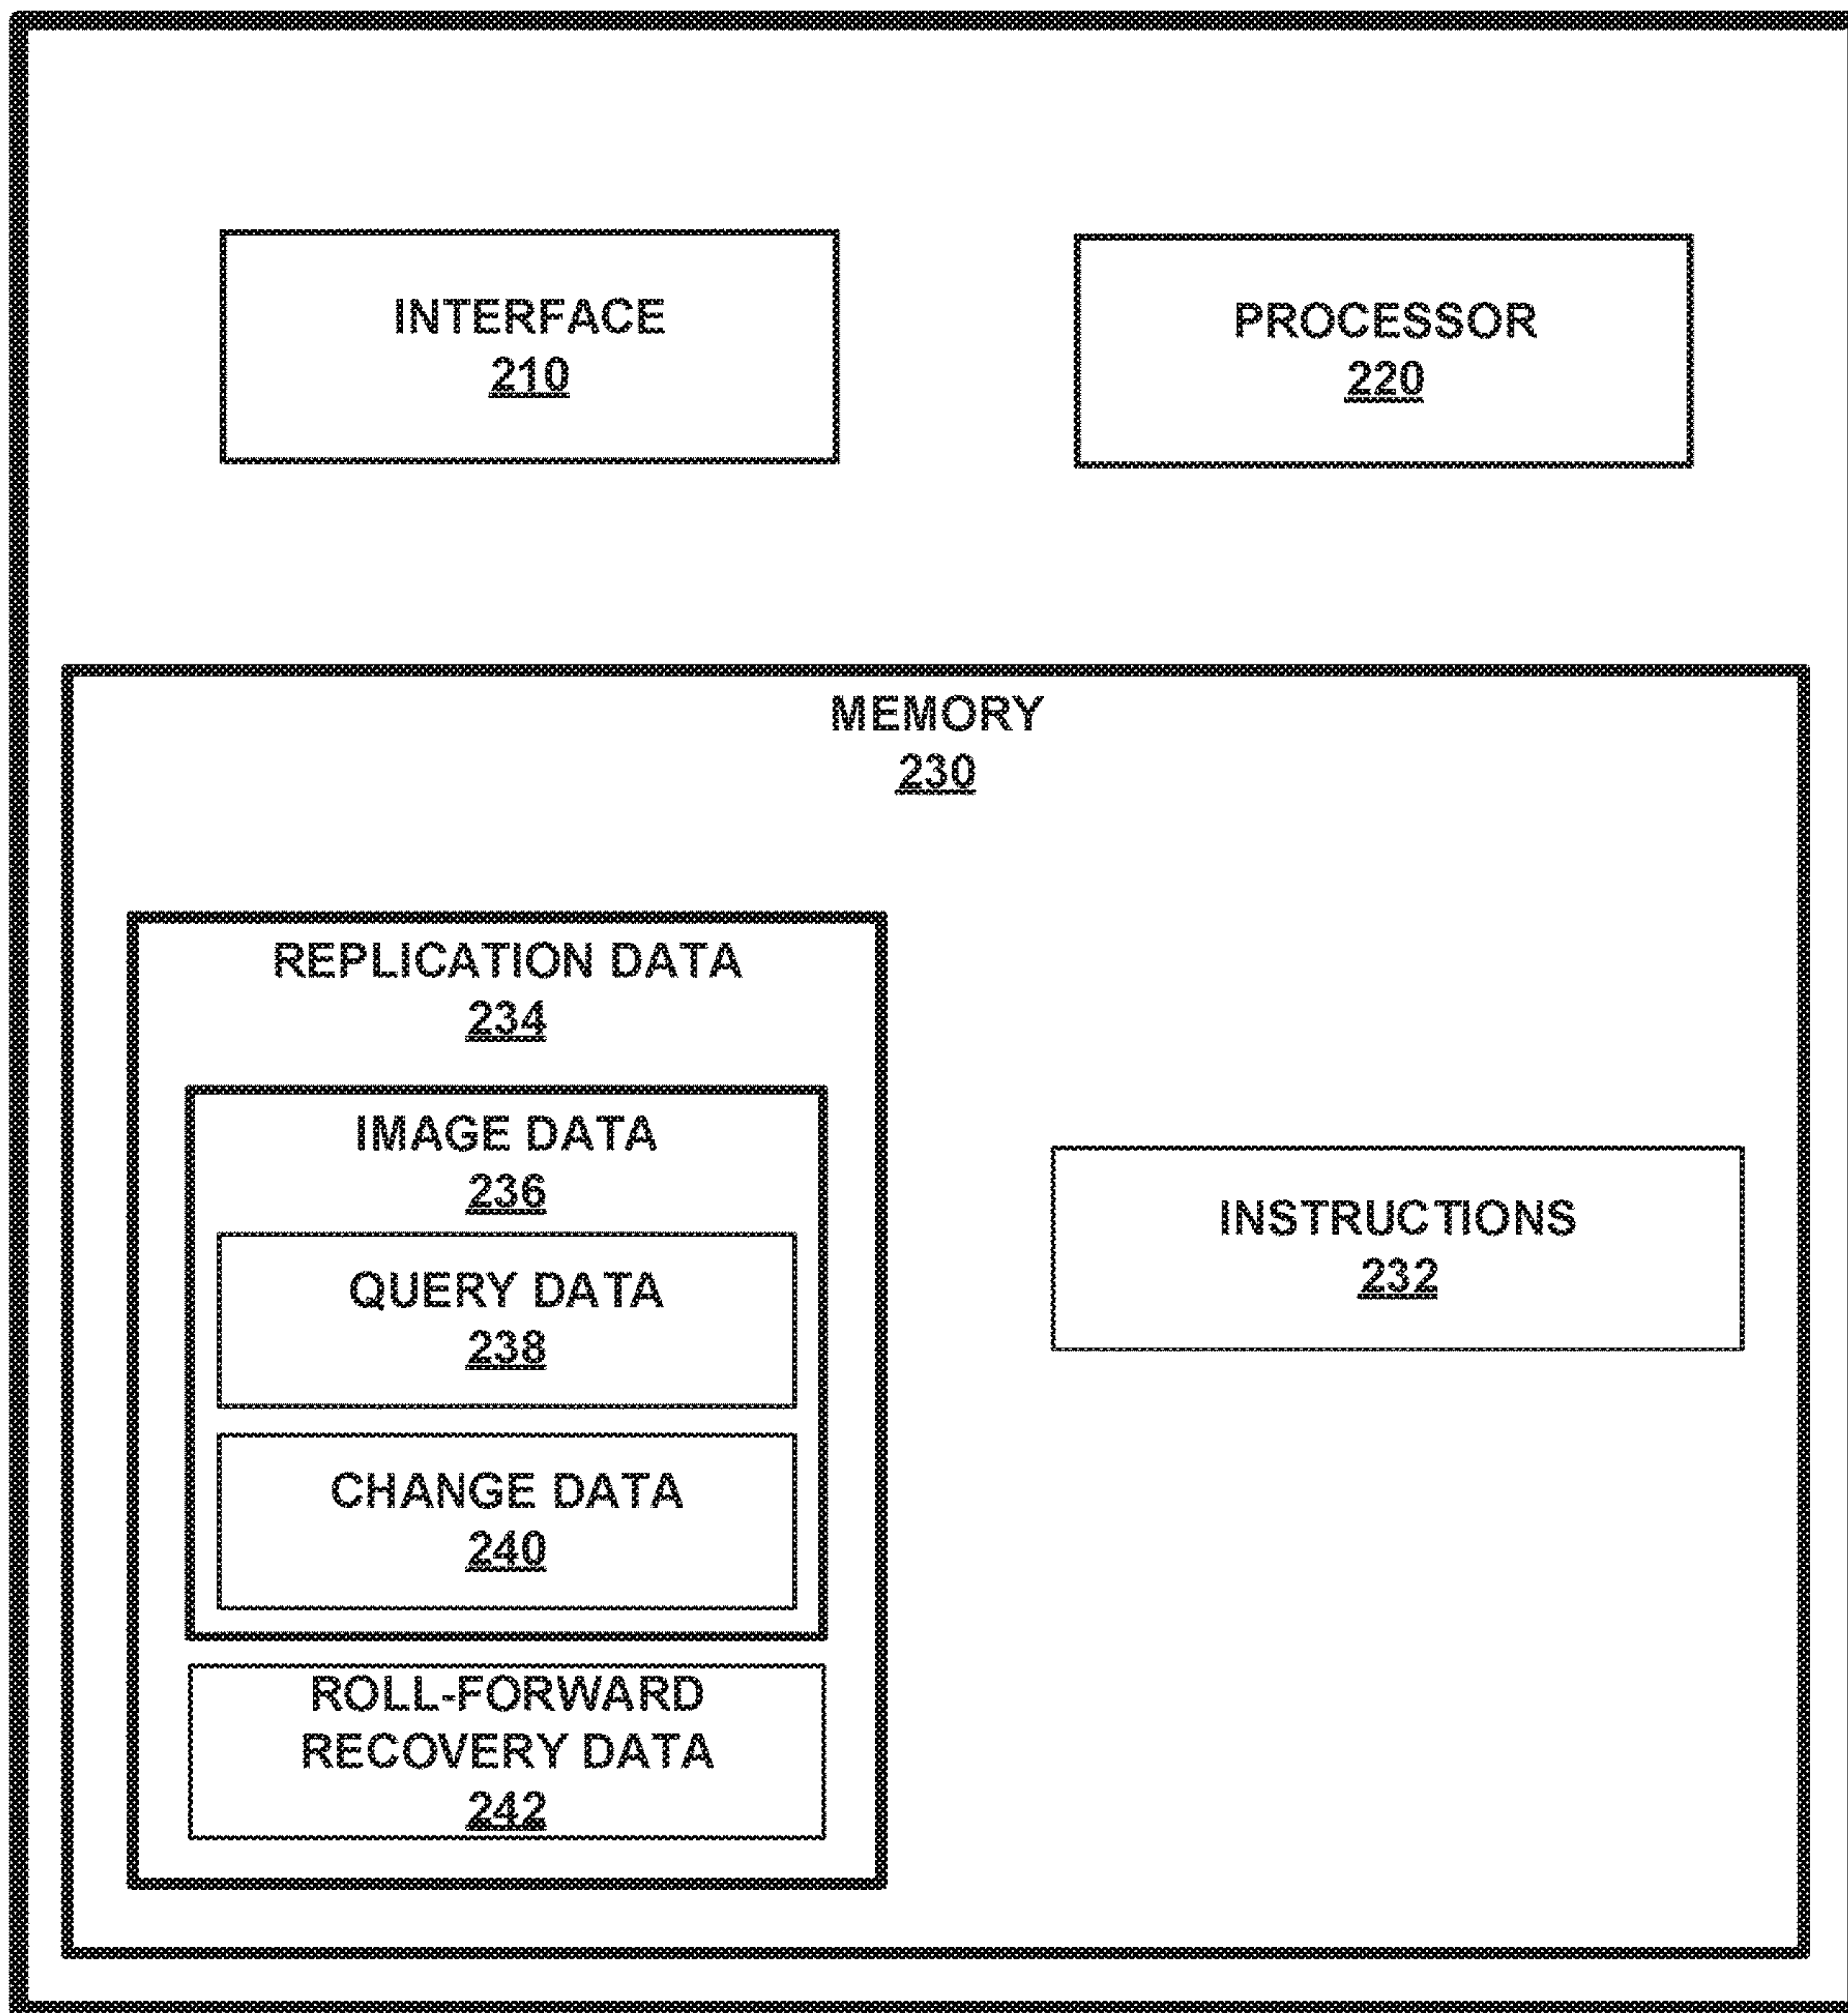 INTERFACE
210
PROCESSOR
220
MEMORY
230
REPLICATION DATA
234
IMAGE DATA
236
QUERY DATA
238
CHANGE DATA
240
ROLL-FORWARD
RECOVERY DATA
242
INSTRUCTIONS
232